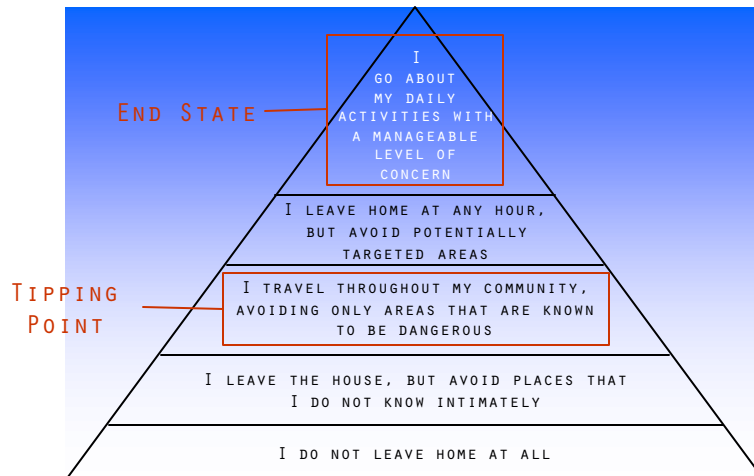 I
GO ABOUT
MY DAILY
ACTIVITIES WITH
A MANAGEABLE
LEVEL OF
CONCERN
END STATE
I LEAVE HOME AT ANY HOUR,
BUT AVOID POTENTIALLY
TARGETED AREAS
TIPPING
POINT
I TRAVEL THROUGHOUT MY COMMUNITY,
AVOIDING ONLY AREAS THAT ARE KNOWN
TO BE DANGEROUS
I LEAVE THE HOUSE, BUT AVOID PLACES THAT
I DO NOT KNOW INTIMATELY
I DO NOT LEAVE HOME AT ALL